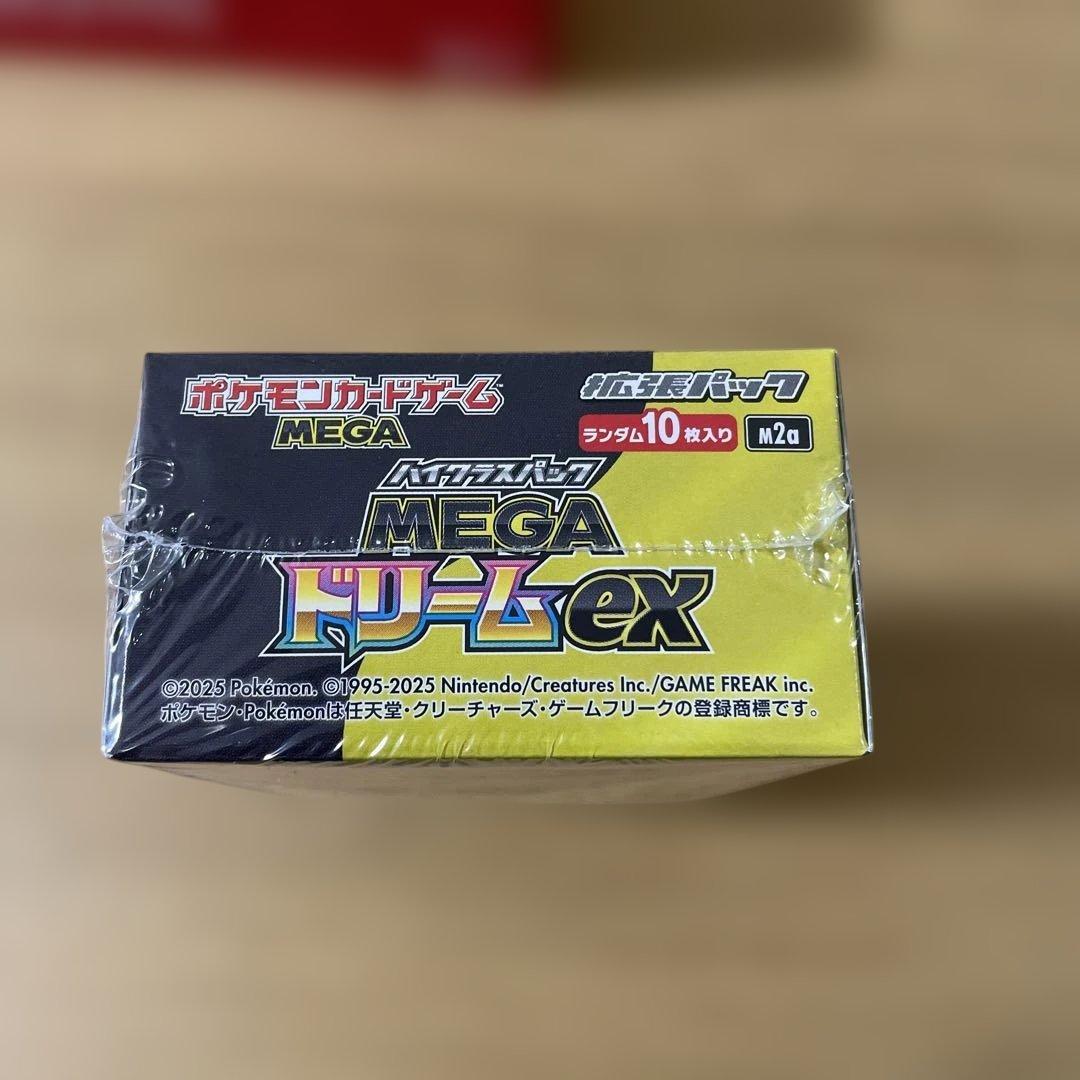 ポケモンカードゲーム™
MEGA
拡張パック
ランダム10枚入り M2a
ハイクラスパック
MEGA
ドリームex
©2025 Pokémon. ©1995-2025 Nintendo/Creatures Inc./GAME FREAK inc.
ポケモン・Pokémonは任天堂・クリーチャーズ・ゲームフリークの登録商標です。